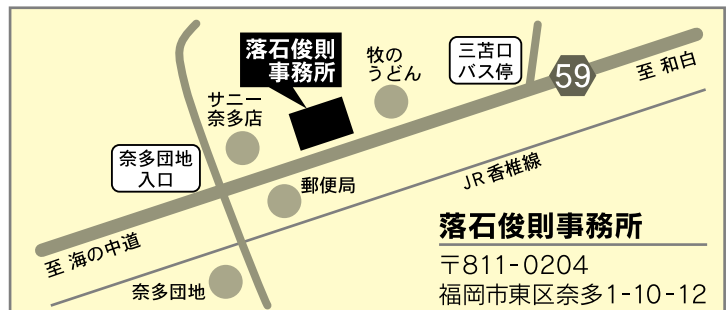 落石俊則
事務所
牧の
うどん
三苫口
バス停
59
至 和白
サニー
奈多店
奈多団地
入口
郵便局
JR香椎線
至 海の中道
奈多団地
落石俊則事務所
〒811-0204
福岡市東区奈多1-10-12